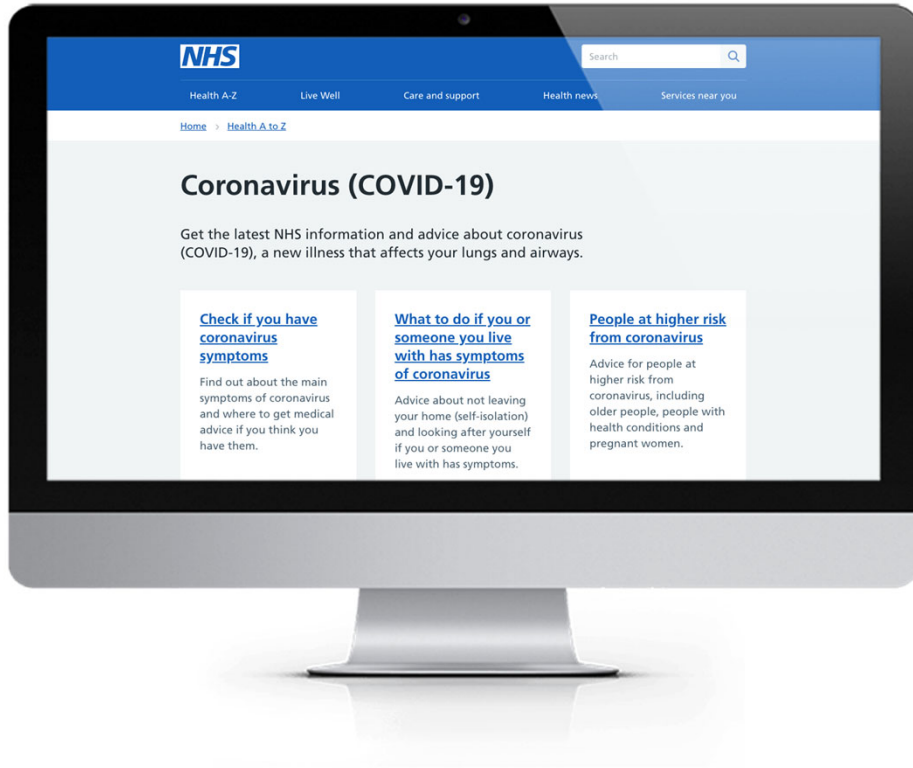 NHS
Search
Health A-Z Live Well Care and support Health news Services near you
Home > Health A to Z
Coronavirus (COVID-19)
Get the latest NHS information and advice about coronavirus
(COVID-19), a new illness that affects your lungs and airways.
Check if you have
coronavirus
symptoms
Find out about the main
symptoms of coronavirus
and where to get medical
advice if you think you
have them.
What to do if you or
someone you live
with has symptoms
of coronavirus
Advice about not leaving
your home (self-isolation)
and looking after yourself
if you or someone you
live with has symptoms.
People at higher risk
from coronavirus
Advice for people at
higher risk from
coronavirus, including
older people, people with
health conditions and
pregnant women.